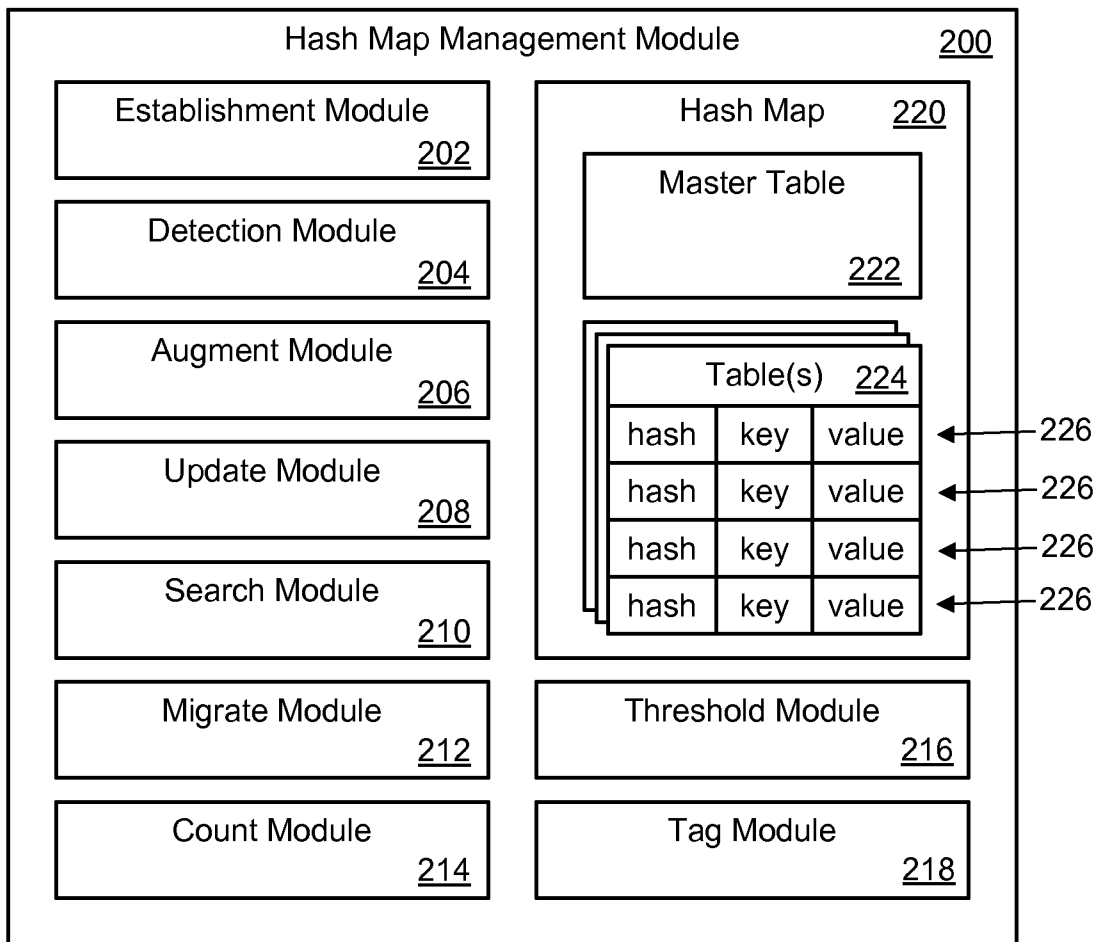 Hash Map Management Module 200
Establishment Module
202
Detection Module
204
Augment Module
206
Update Module
208
Search Module
210
Migrate Module
212
Count Module
214
Hash Map 220
Master Table
222
Table(s) 224
hash key value 226
hash key value 226
hash key value 226
hash key value 226
Threshold Module
216
Tag Module
218